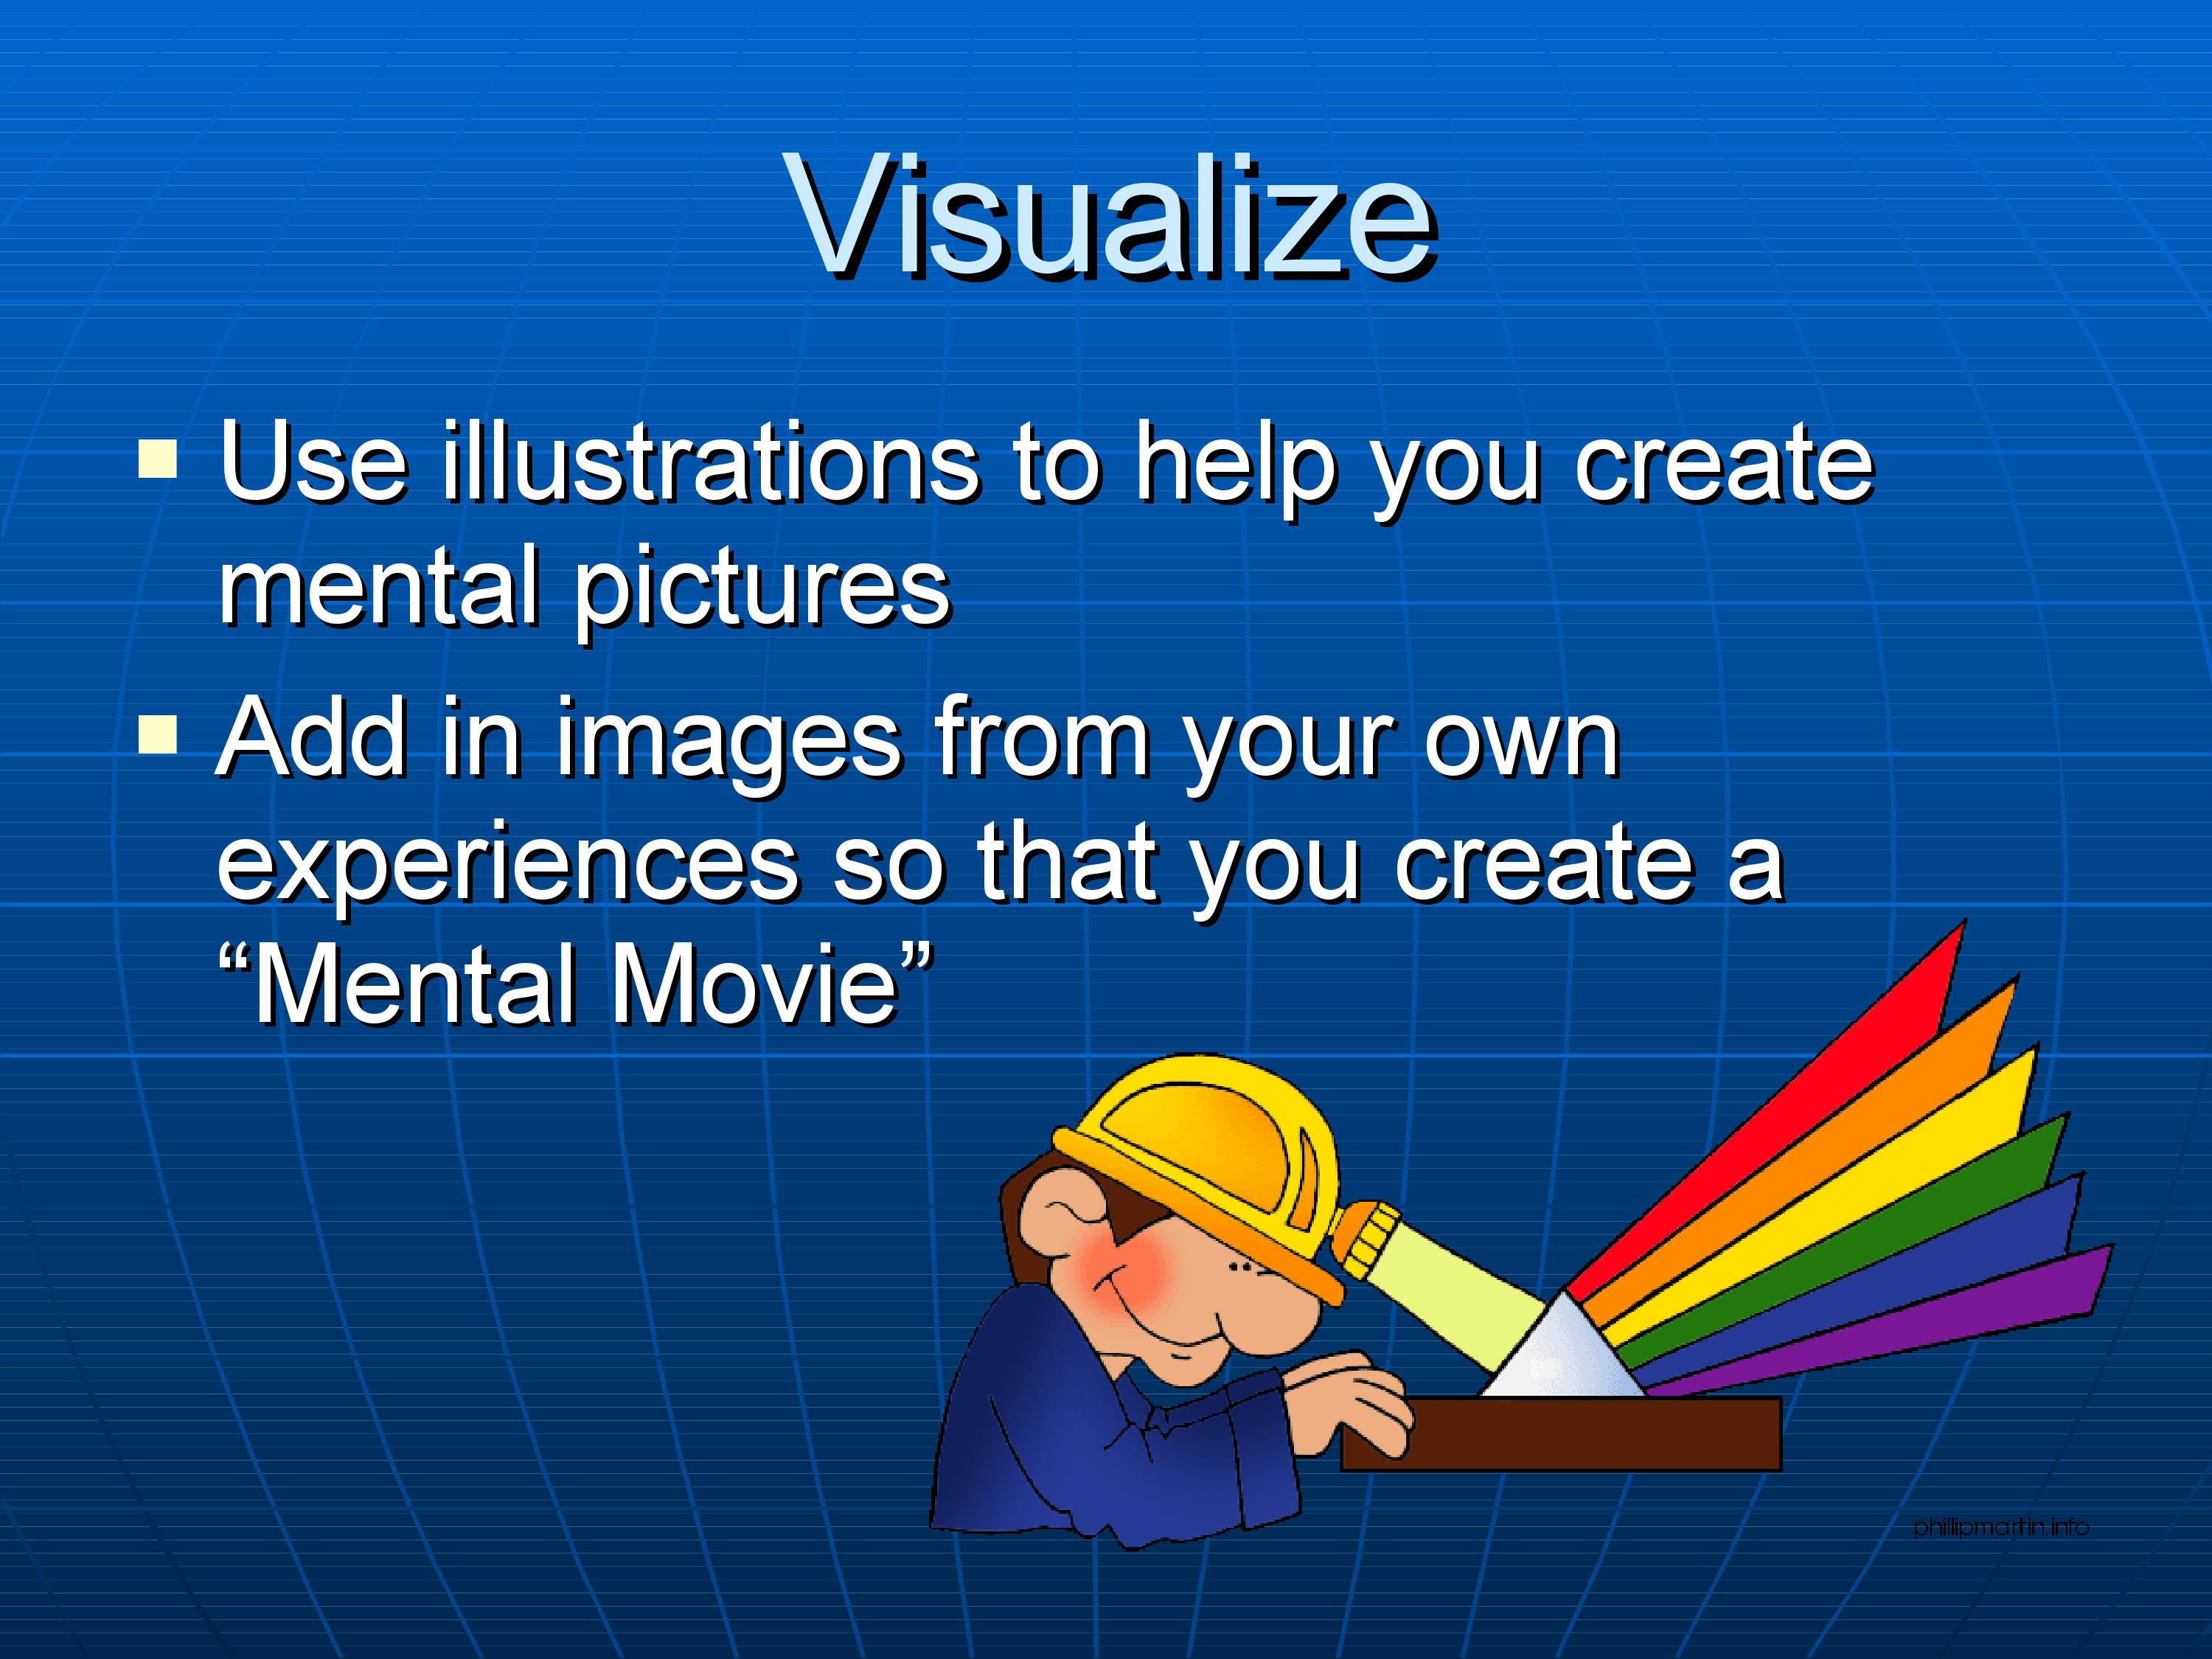 Visualize
Use illustrations to help you create
mental pictures
Add in images from your own
experiences so that you create a
“Mental Movie”
phillipmartin.info